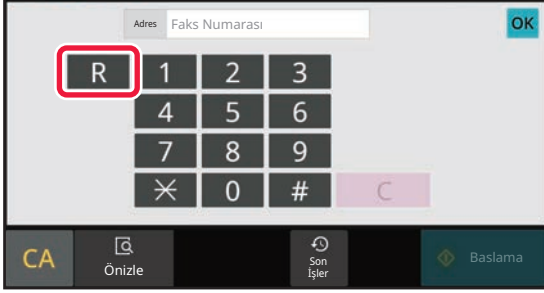 Adres Faks Numarası OK
R 1 2 3
4 5 6
7 8 9
* 0 # C
CA Önizle Son İşler Baslama